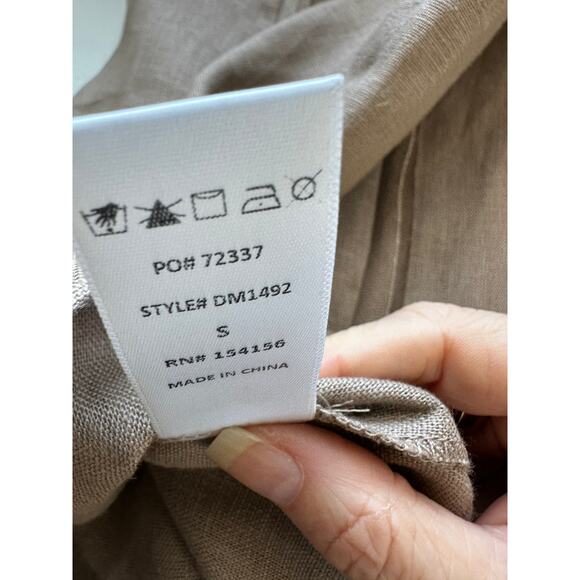 PO# 72337
STYLE# DM1492
S
RN# 154156
MADE IN CHINA